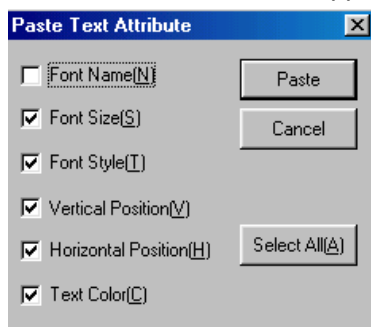 Paste Text Attribute
Font Name(N)
Paste
Font Size(S)
Cancel
Font Style(T)
Vertical Position(V)
Horizontal Position(H)
Select All(A)
Text Color(C)